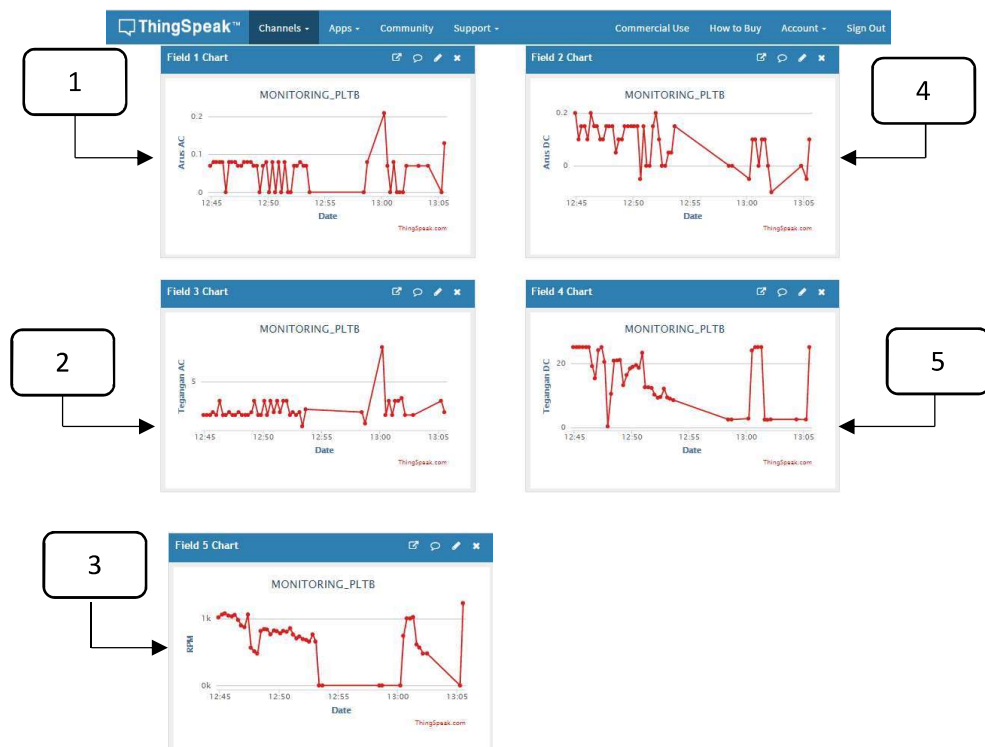 ThingSpeak™ Channels Apps Community Support Commercial Use How to Buy Account Sign Out
1
Field 1 Chart
MONITORING_PLTB
Arus AC
0.2
0.1
0
12:45 12:50 12:55 13:00 13:05
Date
ThingSpeak.com
Field 2 Chart
MONITORING_PLTB
Arus DC
0.2
0
12:45 12:50 12:55 13:00 13:05
Date
ThingSpeak.com
4
2
Field 3 Chart
MONITORING_PLTB
Tegangan AC
5
12:45 12:50 12:55 13:00 13:05
Date
ThingSpeak.com
Field 4 Chart
MONITORING_PLTB
Tegangan DC
20
0
12:45 12:50 12:55 13:00 13:05
Date
ThingSpeak.com
5
3
Field 5 Chart
MONITORING_PLTB
RPM
1k
0k
12:45 12:50 12:55 13:00 13:05
Date
ThingSpeak.com